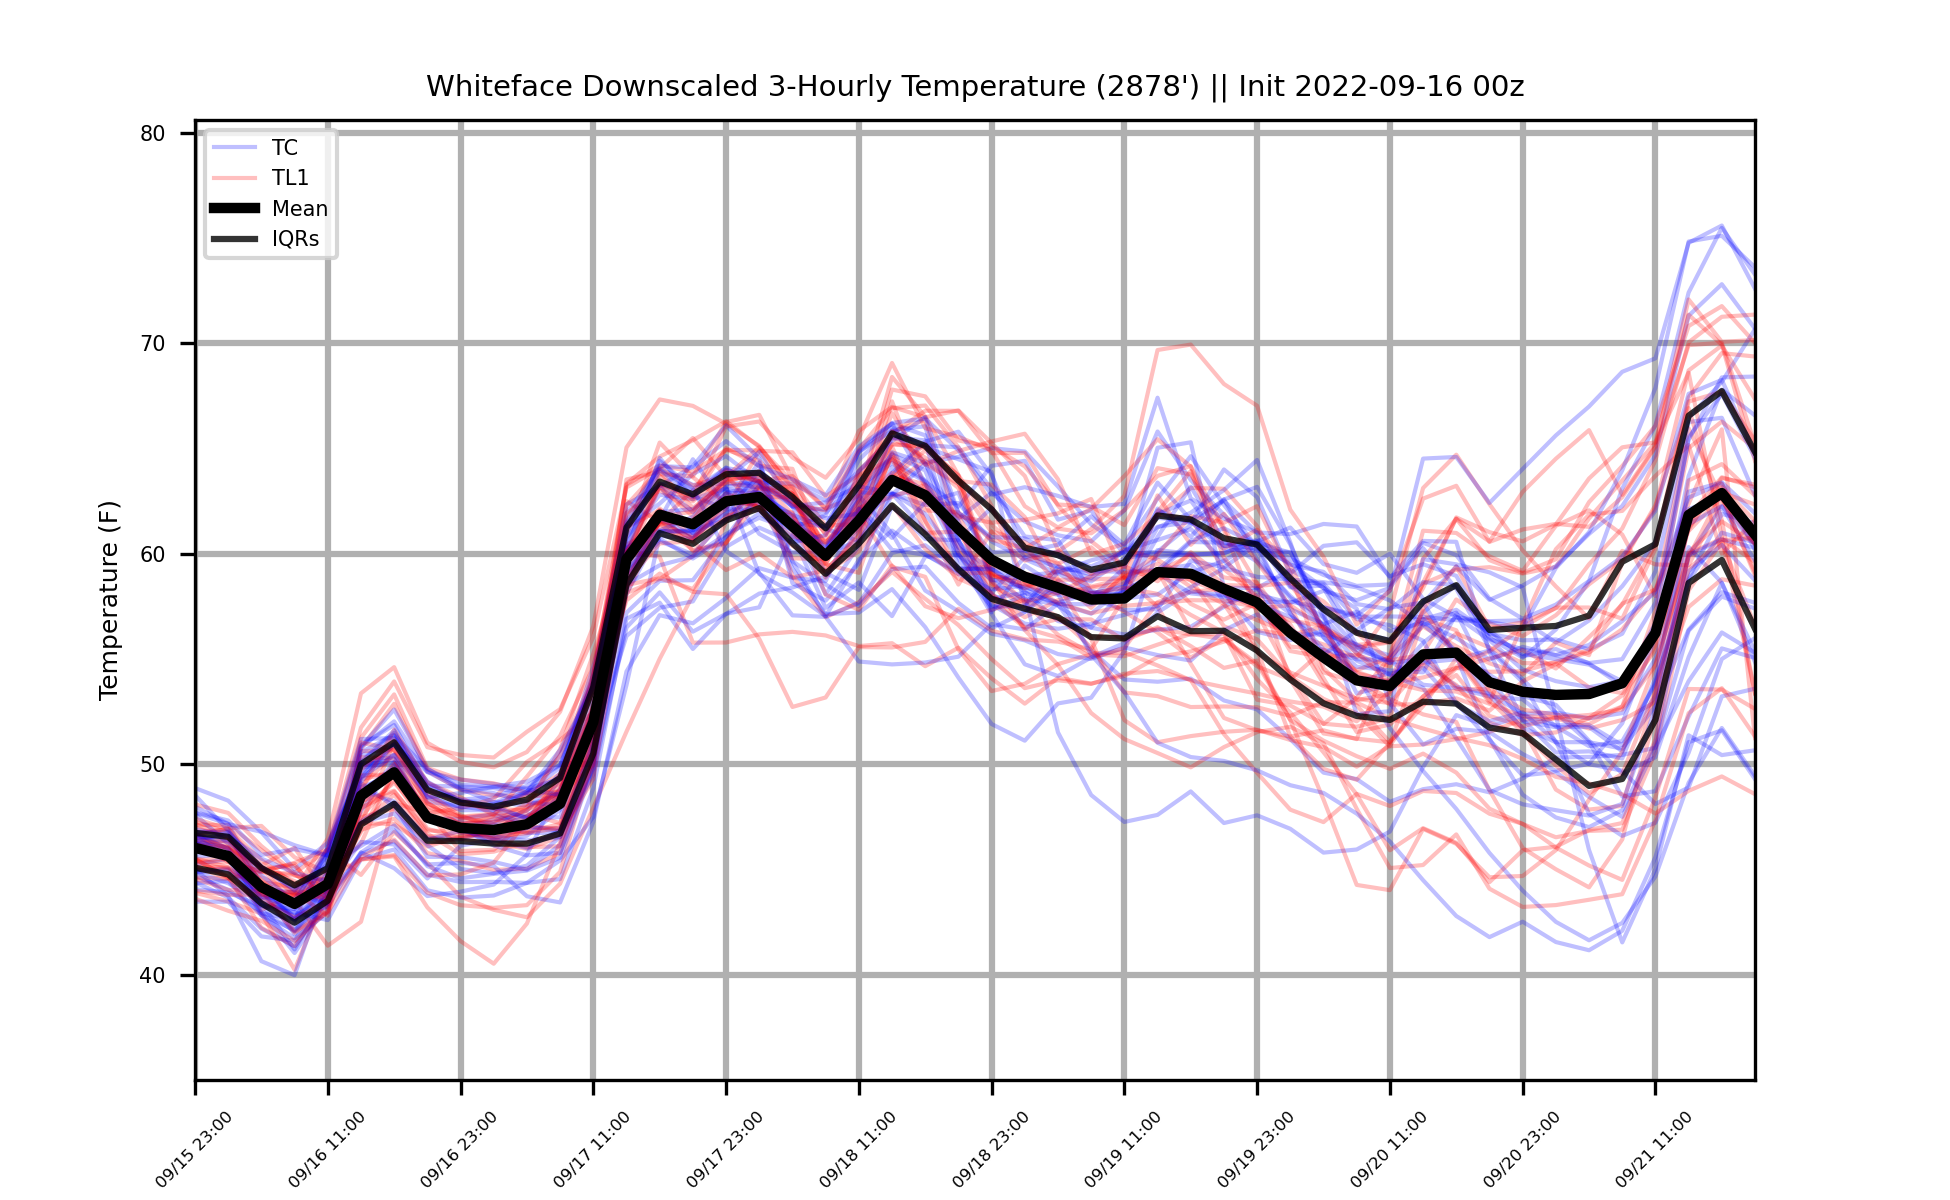 Whiteface Downscaled 3-Hourly Temperature (2878') || Init 2022-09-16 00z
TC
TL1
Mean
IQRs
Temperature (F)
80
70
60
50
40
09/15 23:00
09/16 11:00
09/16 23:00
09/17 11:00
09/17 23:00
09/18 11:00
09/18 23:00
09/19 11:00
09/19 23:00
09/20 11:00
09/20 23:00
09/21 11:00